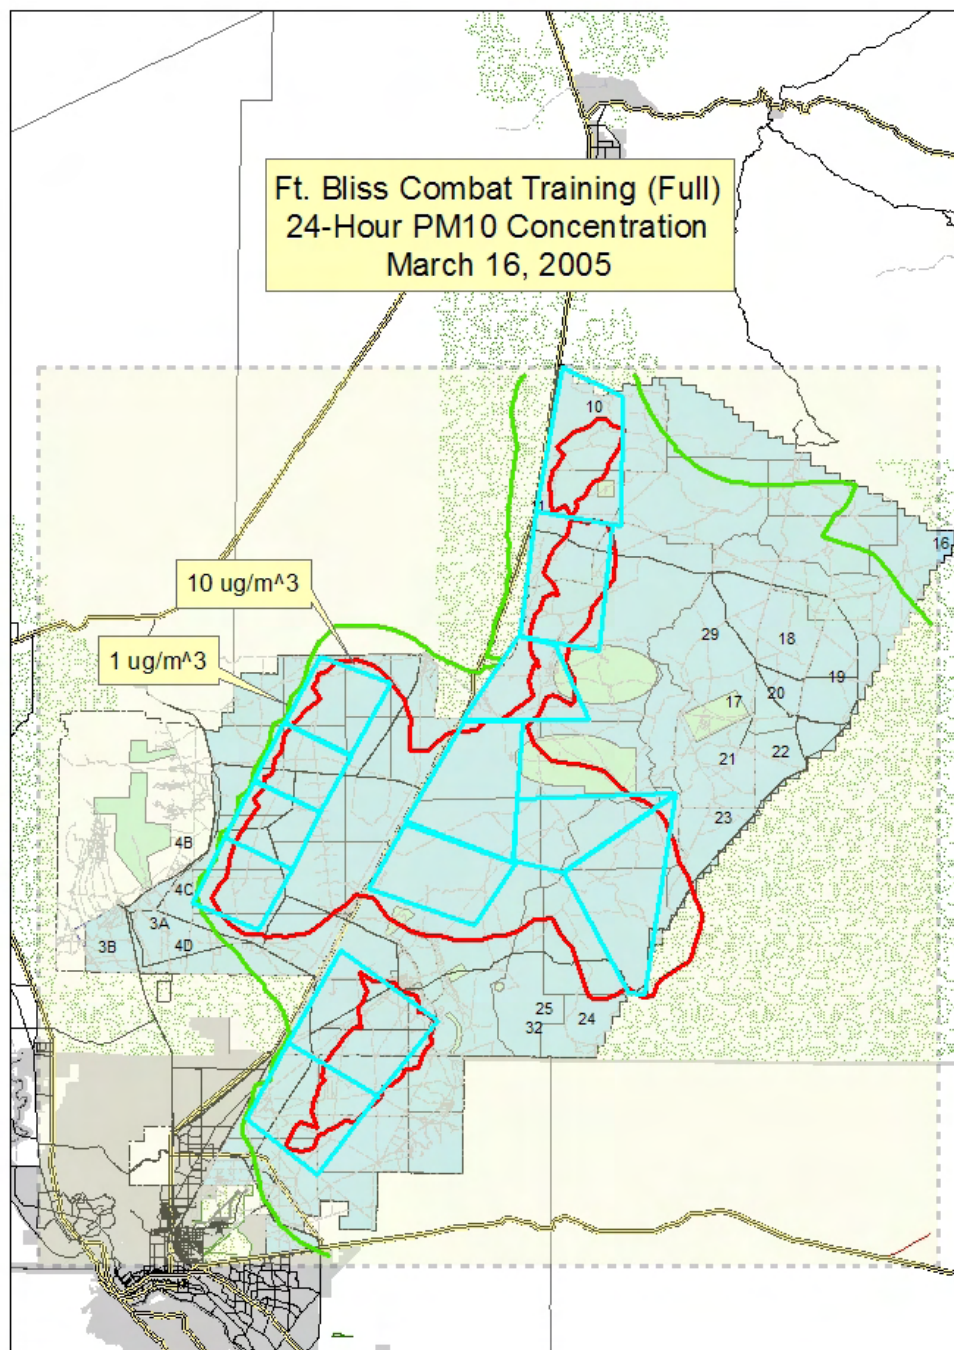 Ft. Bliss Combat Training (Full)
24-Hour PM10 Concentration
March 16, 2005
10
11
16
10 ug/m^3
1 ug/m^3
29
18
19
20
17
22
21
23
4B
4C
3A
3B
4D
25
32
24